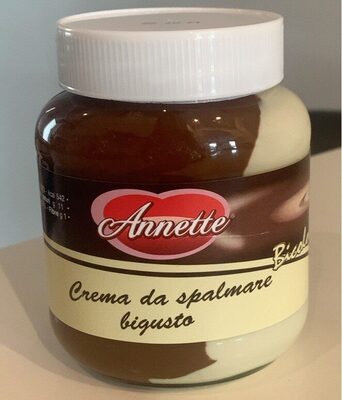 Annette
Crema da spalmare
bigusto